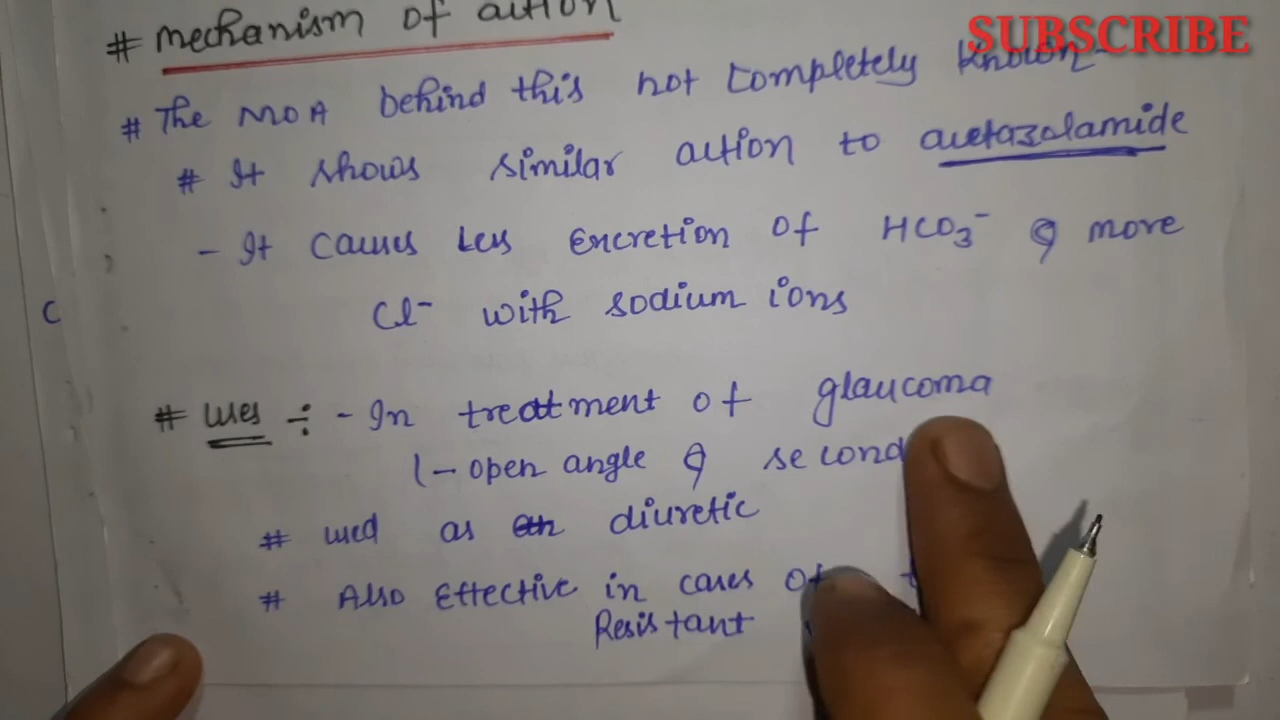 # mechanism of action
SUBSCRIBE
# The MOA behind this not completely known-
# It shows similar action to acetazolamide
- It causes Less Excretion of HCO3⁻ & more
Cl⁻ with sodium ions
C
# Uses ÷ - In treatment of glaucoma
(- open angle & second
# used as diuretic
# Also Effective in cases of
Resistant